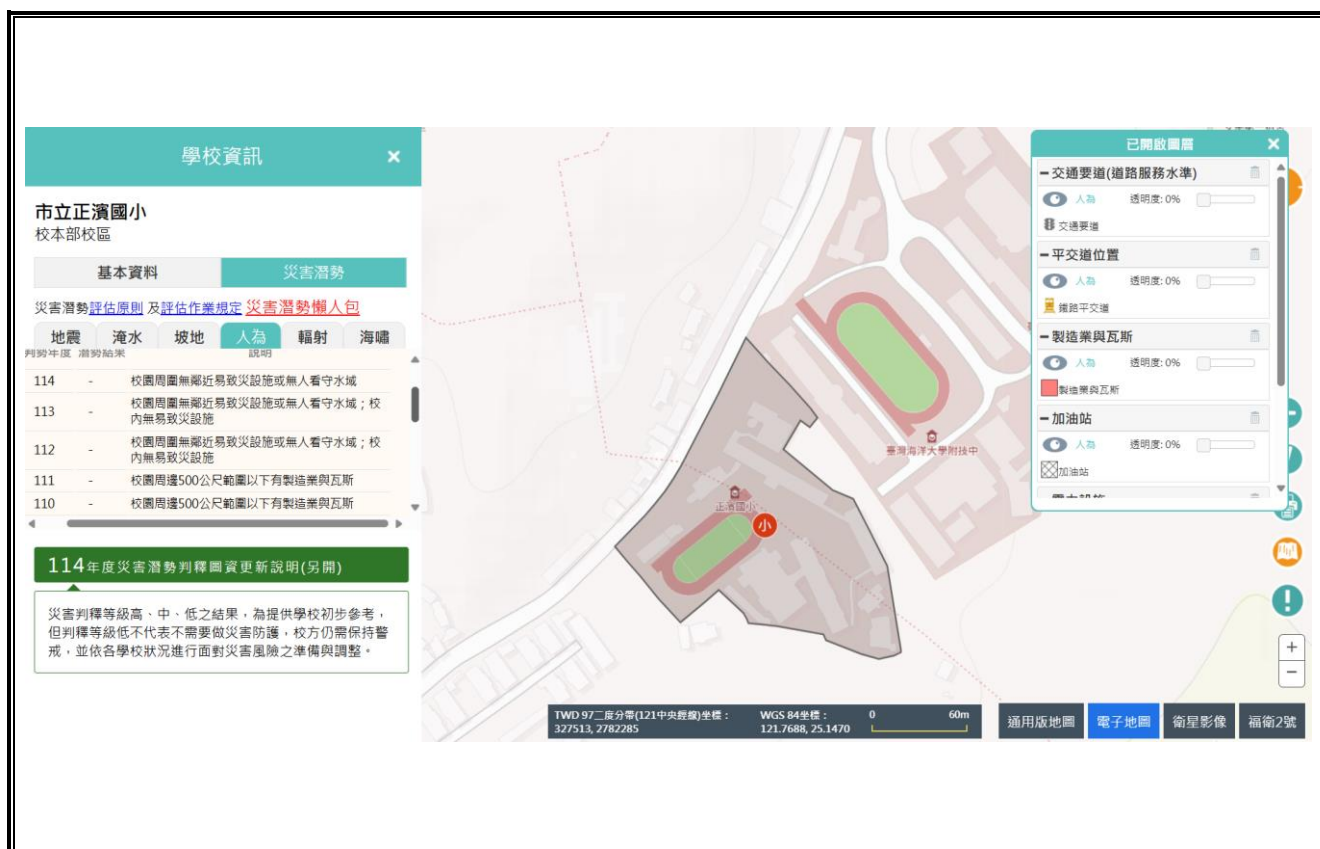 學校資訊 ×
市立正濱國小
校本部校區
基本資料 災害潛勢
災害潛勢評估原則 及評估作業規定 災害潛勢懶人包
地震 淹水 坡地 人為 輻射 海嘯
判勢年度 潛勢結果 說明
114 - 校園周圍無鄰近易致災設施或無人看守水域
113 - 校園周圍無鄰近易致災設施或無人看守水域；校
內無易致災設施
112 - 校園周圍無鄰近易致災設施或無人看守水域；校
內無易致災設施
111 - 校園周邊500公尺範圍以下有製造業與瓦斯
110 - 校園周邊500公尺範圍以下有製造業與瓦斯
114年度災害潛勢判釋圖資更新說明(另開)
災害判釋等級高、中、低之結果，為提供學校初步參考，
但判釋等級低不代表不需要做災害防護，校方仍需保持警
戒，並依各學校狀況進行面對災害風險之準備與調整。
臺灣海洋大學附技中
正濱國小
小
已開啟圖層 ×
交通要道(道路服務水準)
人為 透明度: 0%
交通要道
平交道位置
人為 透明度: 0%
鐵路平交道
製造業與瓦斯
人為 透明度: 0%
製造業與瓦斯
加油站
人為 透明度: 0%
加油站
+
−
TWD 97二度分帶(121中央經線)坐標： WGS 84坐標： 0 60m
327513, 2782285 121.7688, 25.1470
通用版地圖 電子地圖 衛星影像 福衛2號